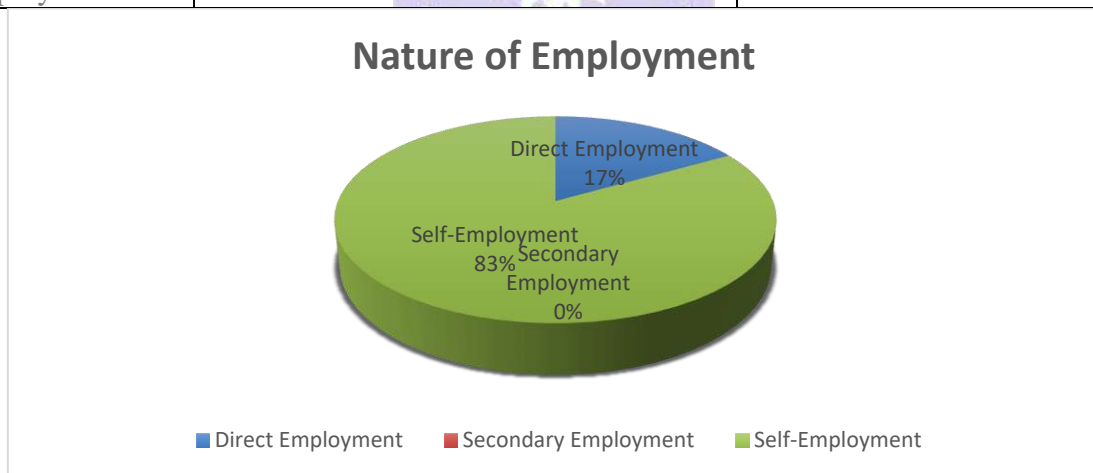 Nature of Employment
Direct Employment
17%
Self-Employment
83%
Secondary
Employment
0%
Direct Employment
Secondary Employment
Self-Employment